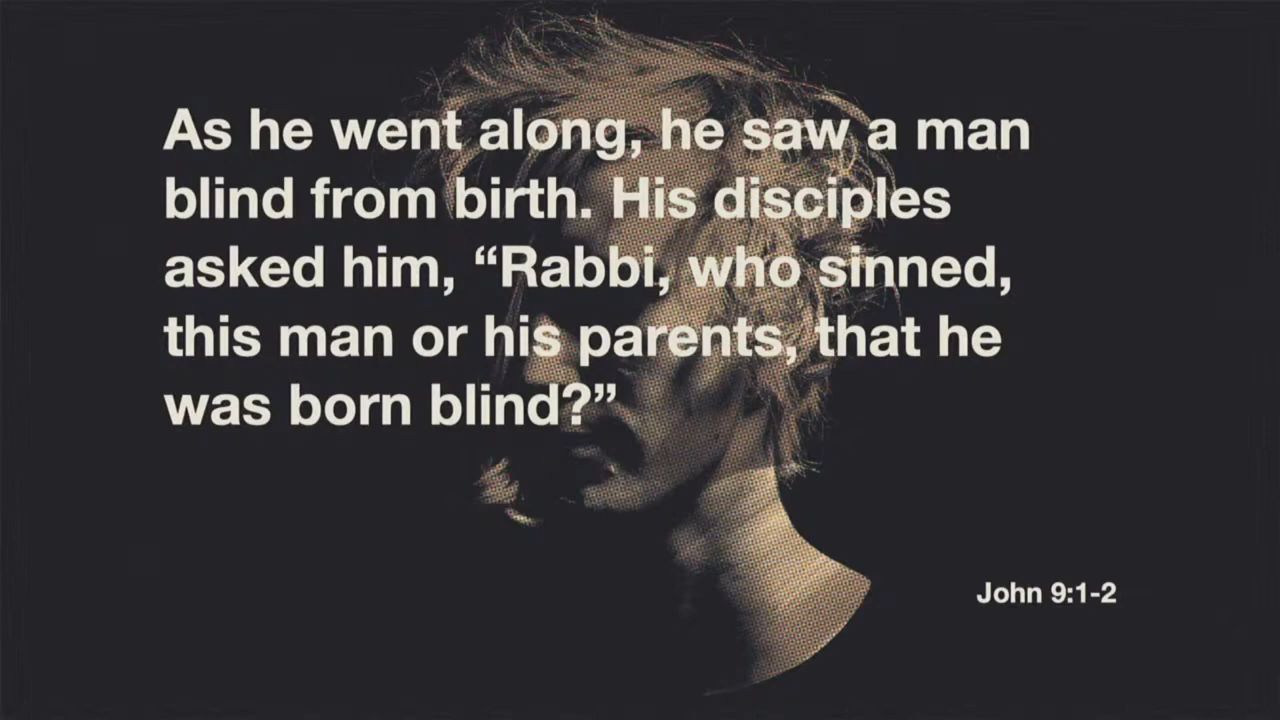 As he went along, he saw a man
blind from birth. His disciples
asked him, “Rabbi, who sinned,
this man or his parents, that he
was born blind?”
John 9:1-2